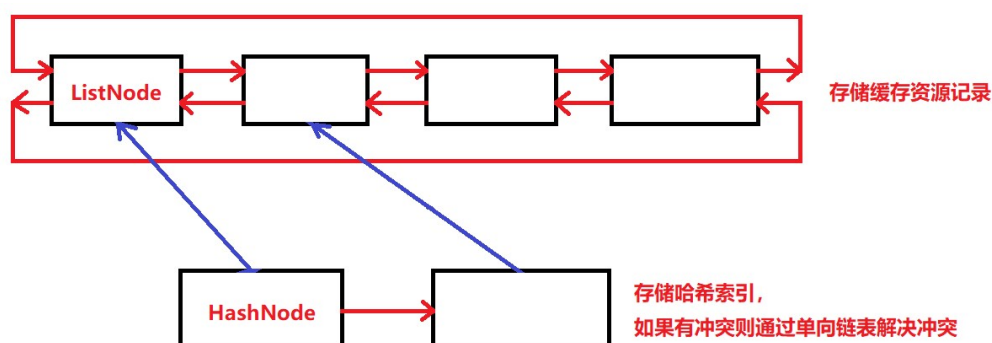 ListNode
存储缓存资源记录
HashNode
存储哈希索引，
如果有冲突则通过单向链表解决冲突